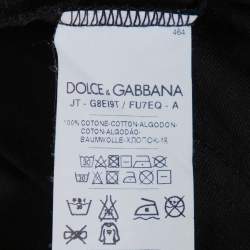 464
DOLCE & GABBANA
JT - G8EI9T / FU7EQ - A
100% COTONE-COTTON-ALGODON-
COTON-ALGODÃO-
BAUMWOLLE-ХЛОПОК-